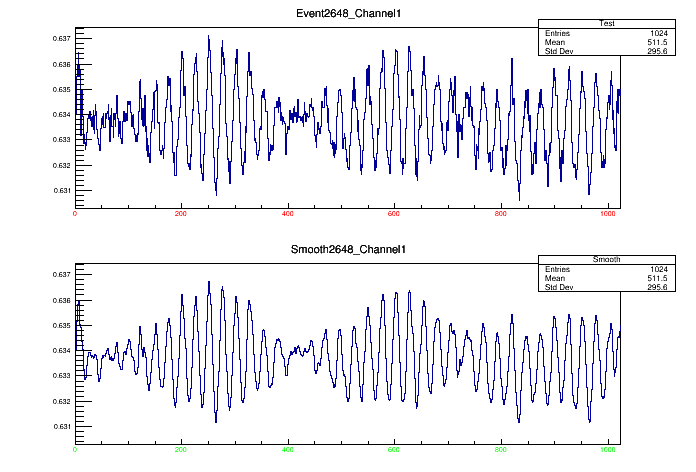 Event2648_Channel1
Test
Entries 1024
Mean 511.5
Std Dev 295.6
0.637
0.636
0.635
0.634
0.633
0.632
0.631
0 200 400 600 800 1000
Smooth2648_Channel1
Smooth
Entries 1024
Mean 511.5
Std Dev 295.6
0.637
0.636
0.635
0.634
0.633
0.632
0.631
0 200 400 600 800 1000